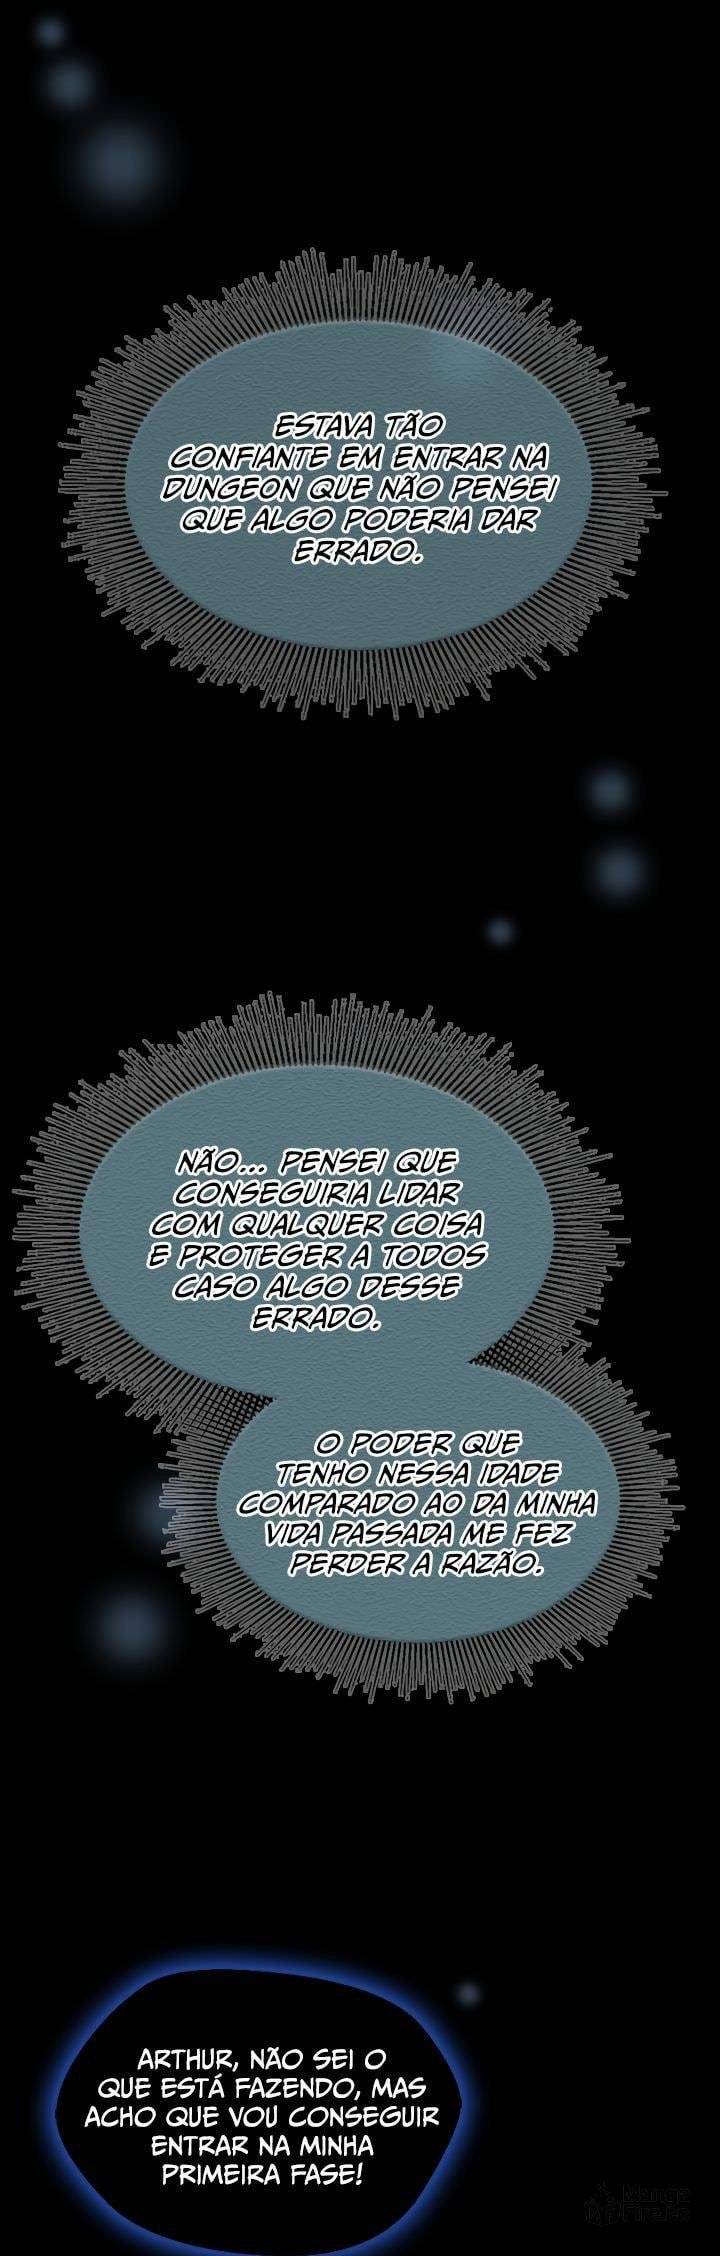 ESTAVA TÃO
CONFIANTE EM ENTRAR NA
DUNGEON QUE NÃO PENSEI
QUE ALGO PODERIA DAR
ERRADO.
NÃO... PENSEI QUE
CONSEGUIRIA LIDAR
COM QUALQUER COISA
E PROTEGER A TODOS
CASO ALGO DESSE
ERRADO.
O PODER QUE
TENHO NESSA IDADE
COMPARADO AO DA MINHA
VIDA PASSADA ME FEZ
PERDER A RAZÃO.
ARTHUR, NÃO SEI O
QUE ESTÁ FAZENDO, MAS
ACHO QUE VOU CONSEGUIR
ENTRAR NA MINHA
PRIMEIRA FASE!
Manga